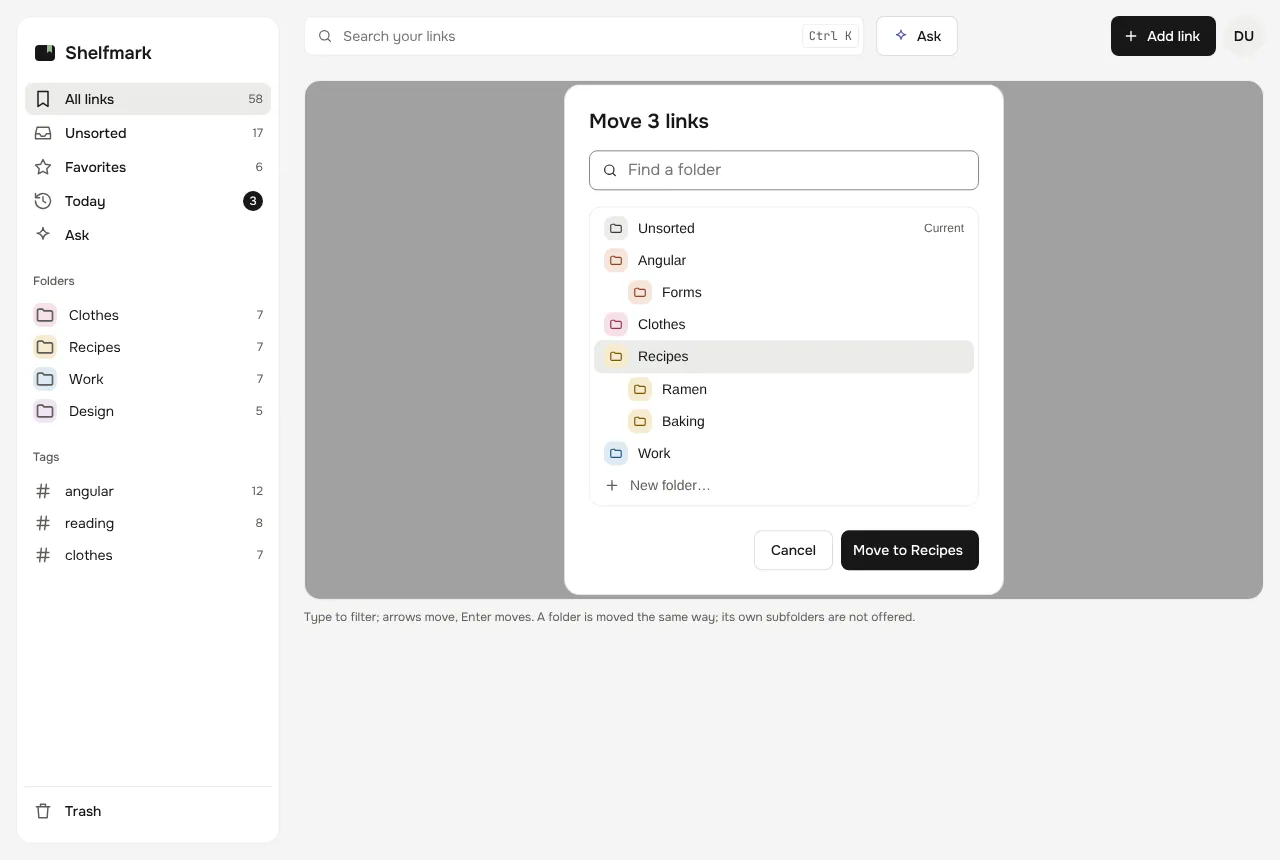 Shelfmark
All links 58
Unsorted 17
Favorites 6
Today 3
Ask
Folders
Clothes 7
Recipes 7
Work 7
Design 5
Tags
angular 12
reading 8
clothes 7
Trash
Search your links Ctrl K
Ask
Add link
DU
Move 3 links
Find a folder
Unsorted Current
Angular
Forms
Clothes
Recipes
Ramen
Baking
Work
New folder…
Cancel
Move to Recipes
Type to filter; arrows move, Enter moves. A folder is moved the same way; its own subfolders are not offered.